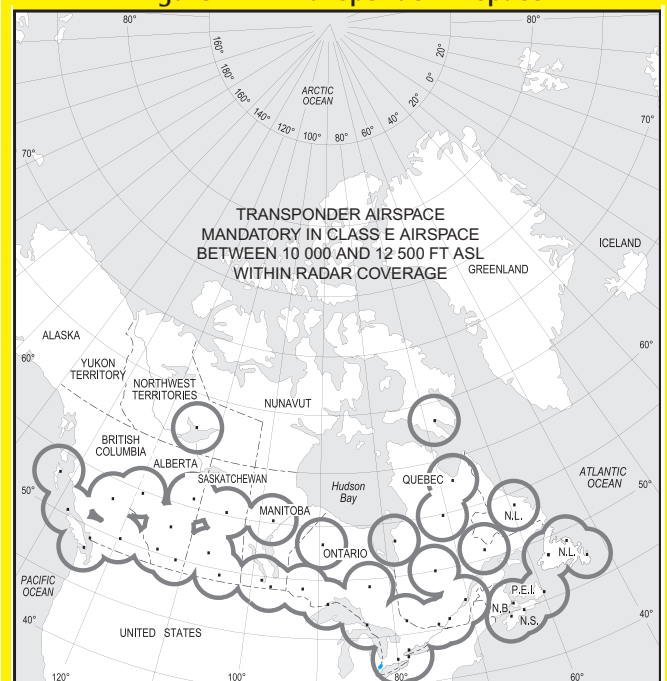 80°
80°
160°
180°
160°
140°
120°
100°
80°
60°
40°
20°
0°
20°
ARCTIC
OCEAN
70°
70°
TRANSPONDER AIRSPACE
MANDATORY IN CLASS E AIRSPACE
BETWEEN 10 000 AND 12 500 FT ASL
WITHIN RADAR COVERAGE
GREENLAND
ICELAND
ALASKA
60°
60°
YUKON
TERRITORY
NORTHWEST
TERRITORIES
NUNAVUT
BRITISH
COLUMBIA
ALBERTA
SASKATCHEWAN
MANITOBA
Hudson
Bay
ONTARIO
QUEBEC
ATLANTIC
OCEAN
50°
50°
N.L.
N.L.
P.E.I.
N.B.
N.S.
PACIFIC
OCEAN
40°
40°
UNITED STATES
120°
100°
80°
60°